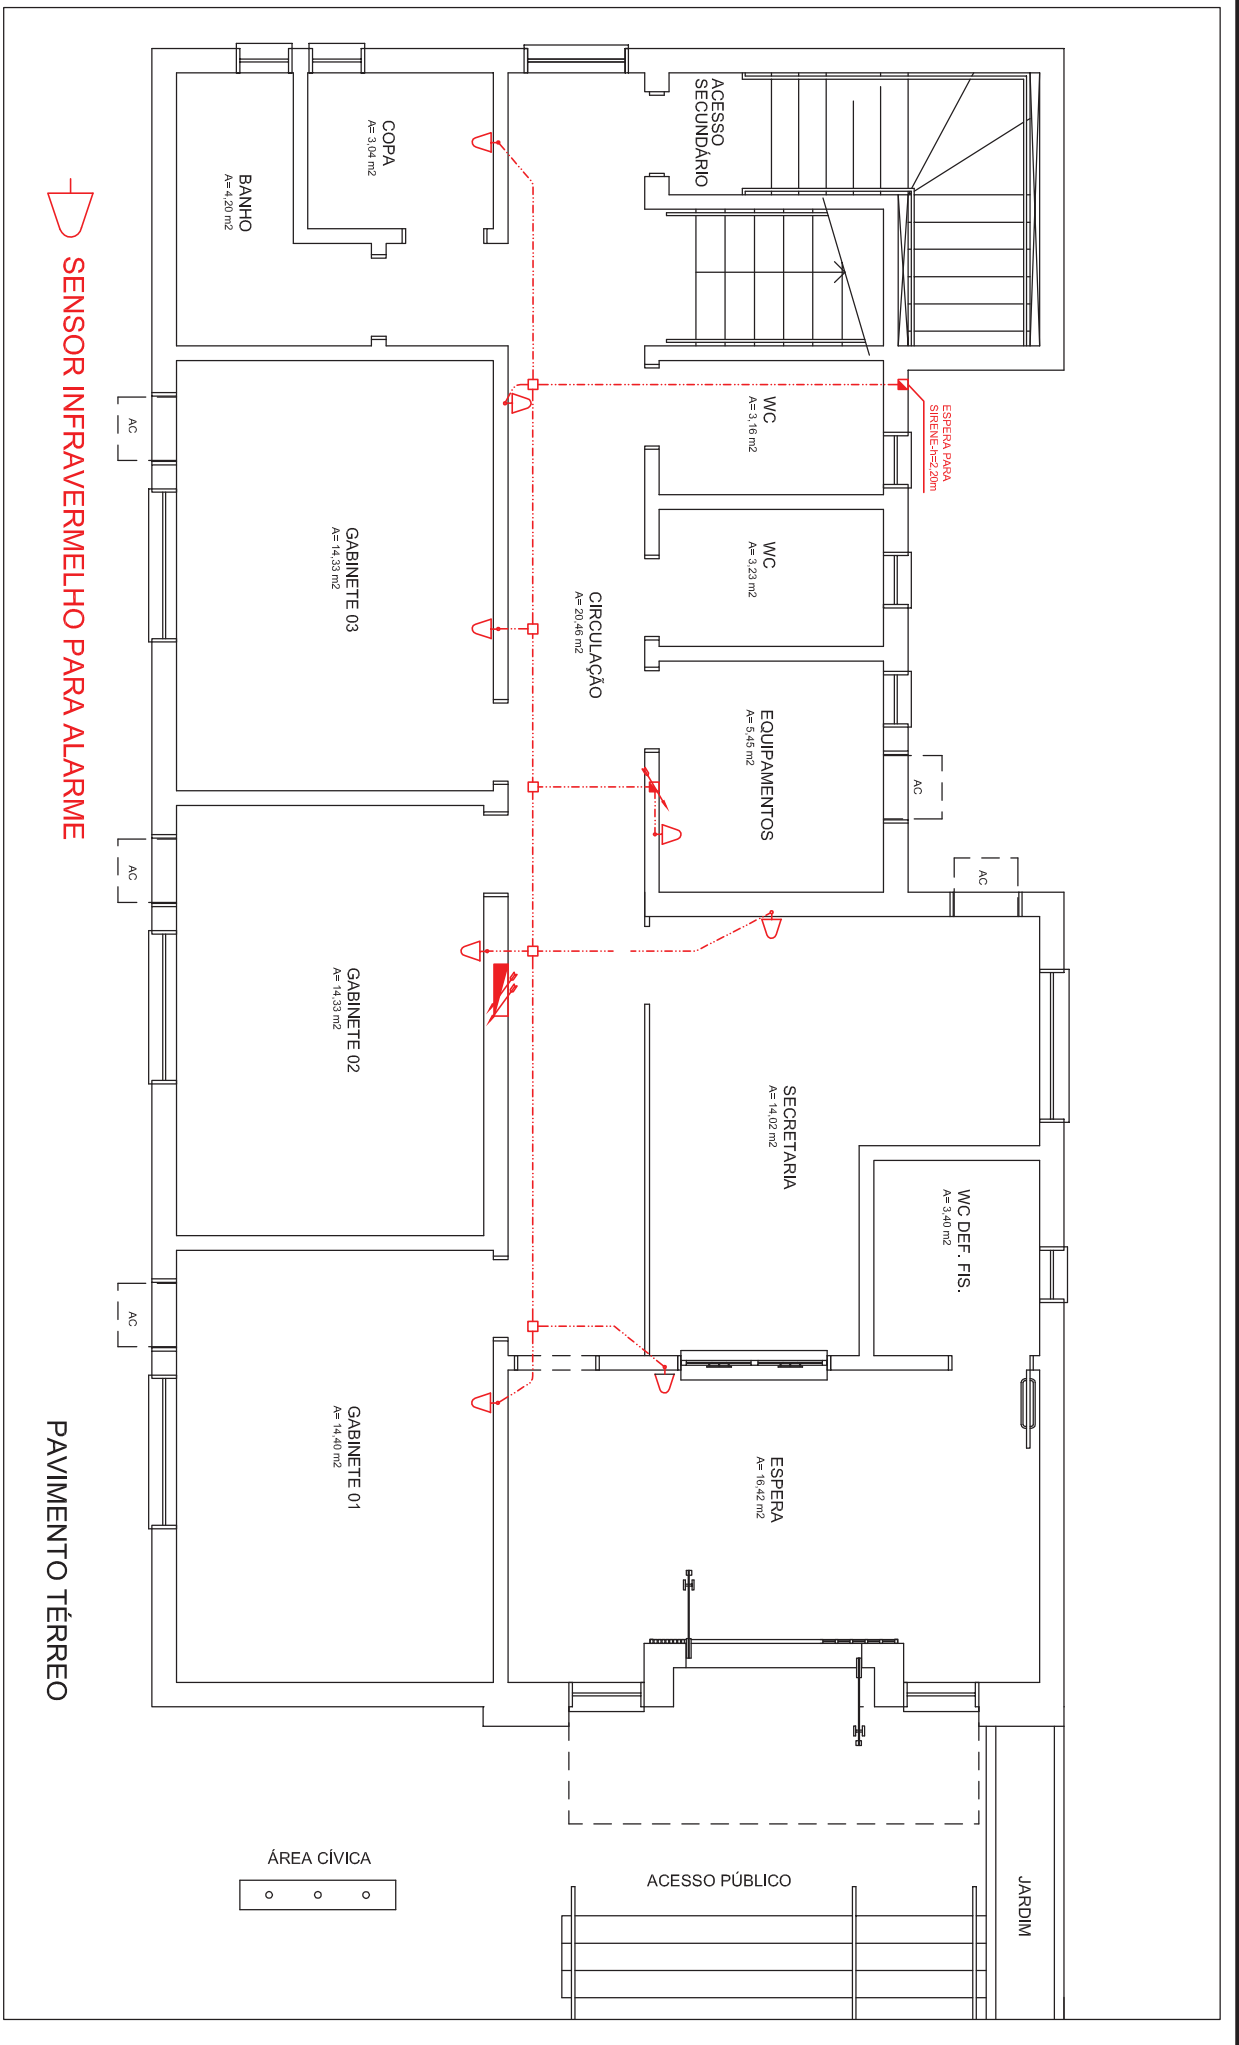 ACESSO
SECUNDÁRIO
COPA
A= 3,04 m2
BANHO
A= 4,20 m2
SENSOR INFRAVERMELHO PARA ALARME
WC
A= 3,16 m2
ESPERA PARA
SIRENE-h=2,20m
AC
GABINETE 03
A= 14,33 m2
WC
A= 3,23 m2
CIRCULAÇÃO
A= 20,46 m2
EQUIPAMENTOS
A= 5,45 m2
AC
AC
AC
GABINETE 02
A= 14,33 m2
SECRETARIA
A= 14,02 m2
WC DEF. FIS.
A= 3,40 m2
AC
GABINETE 01
A= 14,40 m2
ESPERA
A= 16,42 m2
PAVIMENTO TÉRREO
ÁREA CÍVICA
ACESSO PÚBLICO
JARDIM